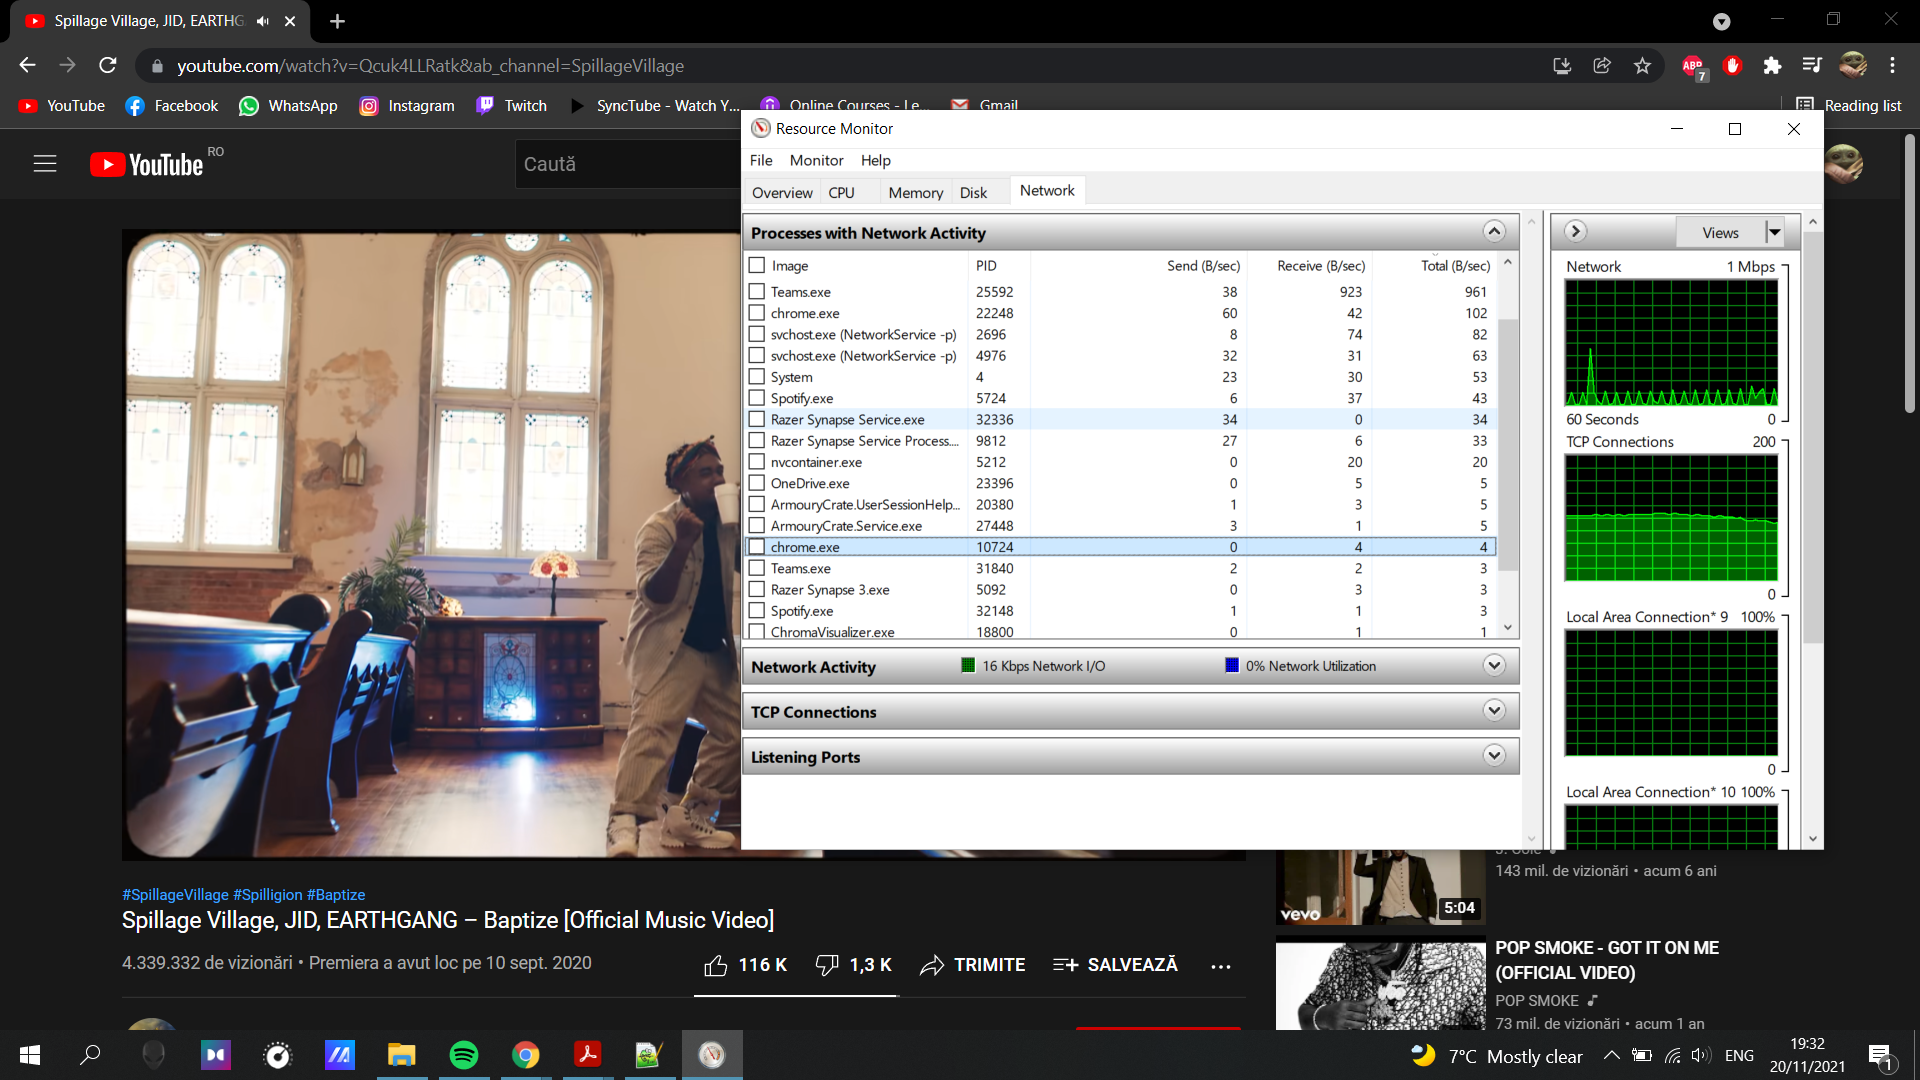 Spillage Village, JID, EARTHG
youtube.com/watch?v=Qcuk4LLRatk&ab_channel=SpillageVillage
ABP
7
YouTube
Facebook
WhatsApp
Instagram
Twitch
SyncTube - Watch Y...
Online Courses - Le...
Gmail
Reading list
YouTube RO
Caută
Resource Monitor
File Monitor Help
Overview CPU Memory Disk Network
Processes with Network Activity
Image PID Send (B/sec) Receive (B/sec) Total (B/sec)
Teams.exe 25592 38 923 961
chrome.exe 22248 60 42 102
svchost.exe (NetworkService -p) 2696 8 74 82
svchost.exe (NetworkService -p) 4976 32 31 63
System 4 23 30 53
Spotify.exe 5724 6 37 43
Razer Synapse Service.exe 32336 34 0 34
Razer Synapse Service Process.... 9812 27 6 33
nvcontainer.exe 5212 0 20 20
OneDrive.exe 23396 0 5 5
ArmouryCrate.UserSessionHelp... 20380 1 3 5
ArmouryCrate.Service.exe 27448 3 1 5
chrome.exe 10724 0 4 4
Teams.exe 31840 2 2 3
Razer Synapse 3.exe 5092 0 3 3
Spotify.exe 32148 1 1 3
ChromaVisualizer.exe 18800 0 1 1
Network Activity 16 Kbps Network I/O 0% Network Utilization
TCP Connections
Listening Ports
Views
Network 1 Mbps
60 Seconds 0
TCP Connections 200
0
Local Area Connection* 9 100%
0
Local Area Connection* 10 100%
#SpillageVillage #Spilligion #Baptize
Spillage Village, JID, EARTHGANG – Baptize [Official Music Video]
4.339.332 de vizionări • Premiera a avut loc pe 10 sept. 2020
116 K 1,3 K TRIMITE SALVEAZĂ
J. Cole
143 mil. de vizionări • acum 6 ani
vevo
5:04
POP SMOKE - GOT IT ON ME
(OFFICIAL VIDEO)
POP SMOKE
73 mil. de vizionări • acum 1 an
7°C Mostly clear
ENG
19:32
20/11/2021
1